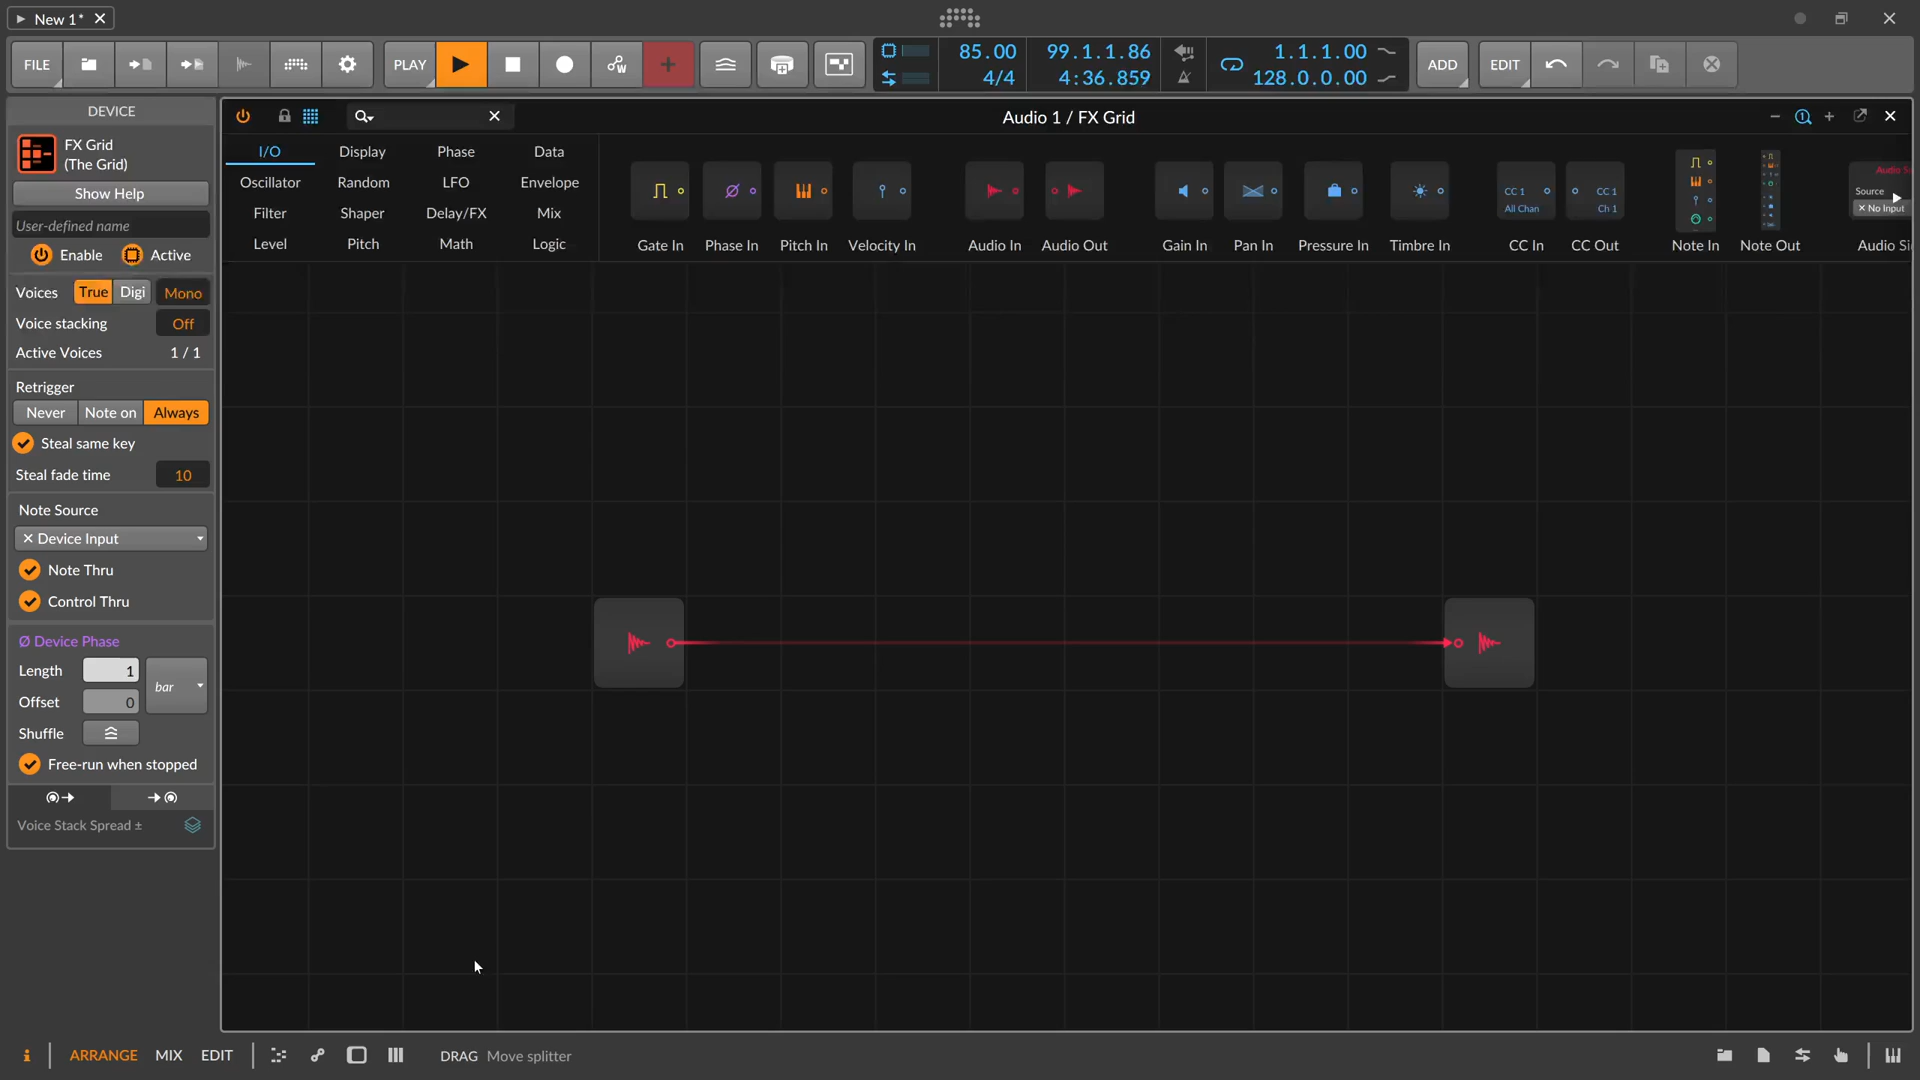 New 1*
FILE
PLAY
85.00
4/4
99.1.1.86
4:36.859
1.1.1.00
128.0.0.00
ADD
EDIT
DEVICE
FX Grid
(The Grid)
Show Help
User-defined name
Enable
Active
Voices
True
Digi
Mono
Voice stacking
Off
Active Voices
1 / 1
Retrigger
Never
Note on
Always
Steal same key
Steal fade time
10
Note Source
Device Input
Note Thru
Control Thru
Ø Device Phase
Length
1
bar
Offset
0
Shuffle
Free-run when stopped
Voice Stack Spread ±
Audio 1 / FX Grid
I/O
Display
Phase
Data
Oscillator
Random
LFO
Envelope
Filter
Shaper
Delay/FX
Mix
Level
Pitch
Math
Logic
Gate In
Phase In
Pitch In
Velocity In
Audio In
Audio Out
Gain In
Pan In
Pressure In
Timbre In
CC 1
All Chan
CC In
CC 1
Ch 1
CC Out
Note In
Note Out
Audio Si
Source
No Input
Audio Si
ARRANGE
MIX
EDIT
DRAG Move splitter